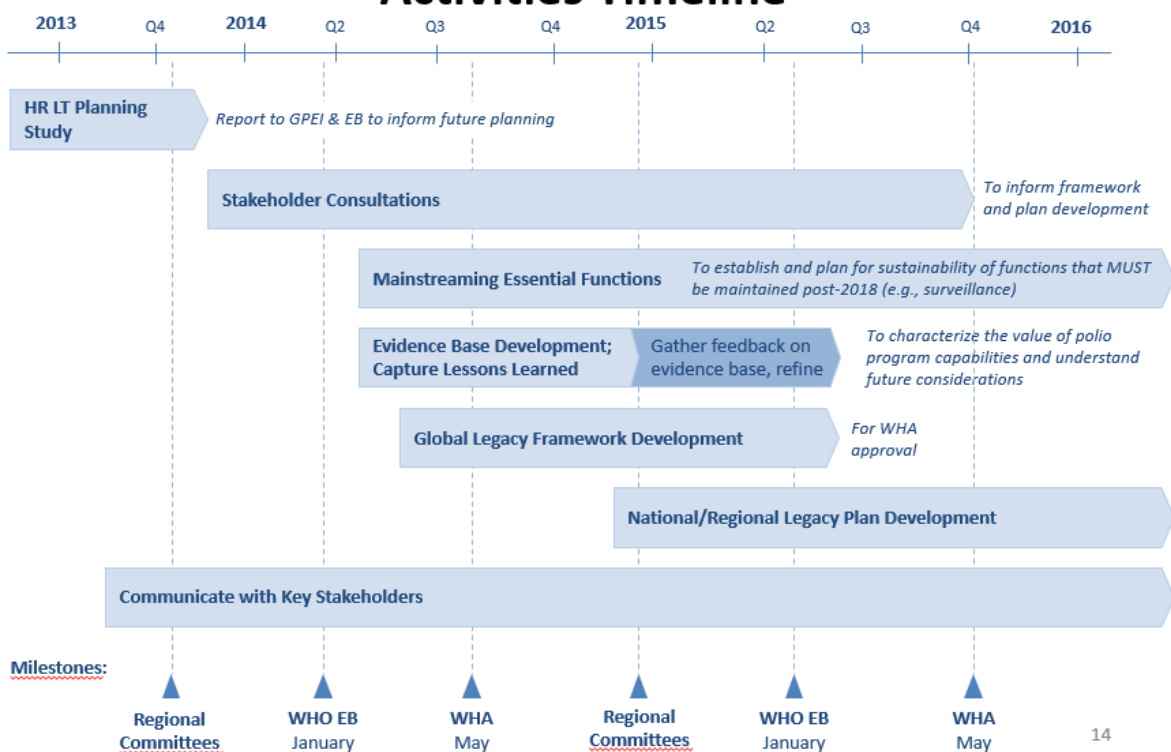 Activities Timeline
2013 Q4 2014 Q2 Q3 Q4 2015 Q2 Q3 Q4 2016
HR LT Planning
Study
Report to GPEI & EB to inform future planning
Stakeholder Consultations
To inform framework
and plan development
Mainstreaming Essential Functions
To establish and plan for sustainability of functions that MUST
be maintained post-2018 (e.g., surveillance)
Evidence Base Development;
Capture Lessons Learned
Gather feedback on
evidence base, refine
To characterize the value of polio
program capabilities and understand
future considerations
Global Legacy Framework Development
For WHA
approval
National/Regional Legacy Plan Development
Communicate with Key Stakeholders
Milestones:
Regional
Committees
WHO EB
January
WHA
May
Regional
Committees
WHO EB
January
WHA
May
14